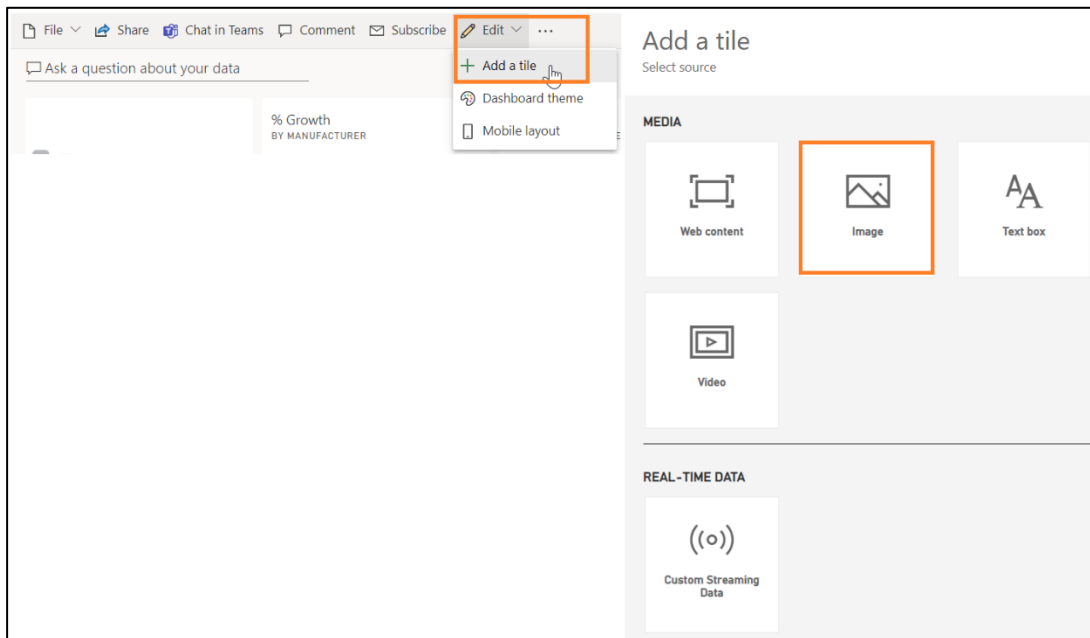 File Share Chat in Teams Comment Subscribe Edit ...
Ask a question about your data
Add a tile
Dashboard theme
Mobile layout
% Growth
BY MANUFACTURER
Add a tile
Select source
MEDIA
Web content Image Text box
Video
REAL-TIME DATA
Custom Streaming
Data